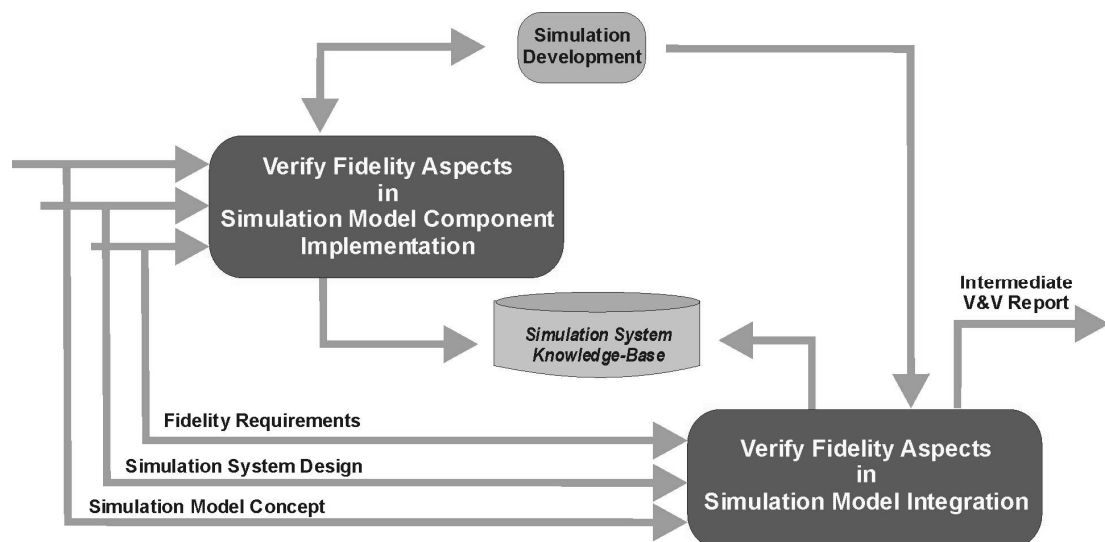 Simulation
Development
Verify Fidelity Aspects
in
Simulation Model Component
Implementation
Intermediate
V&V Report
Simulation System
Knowledge-Base
Fidelity Requirements
Simulation System Design
Simulation Model Concept
Verify Fidelity Aspects
in
Simulation Model Integration